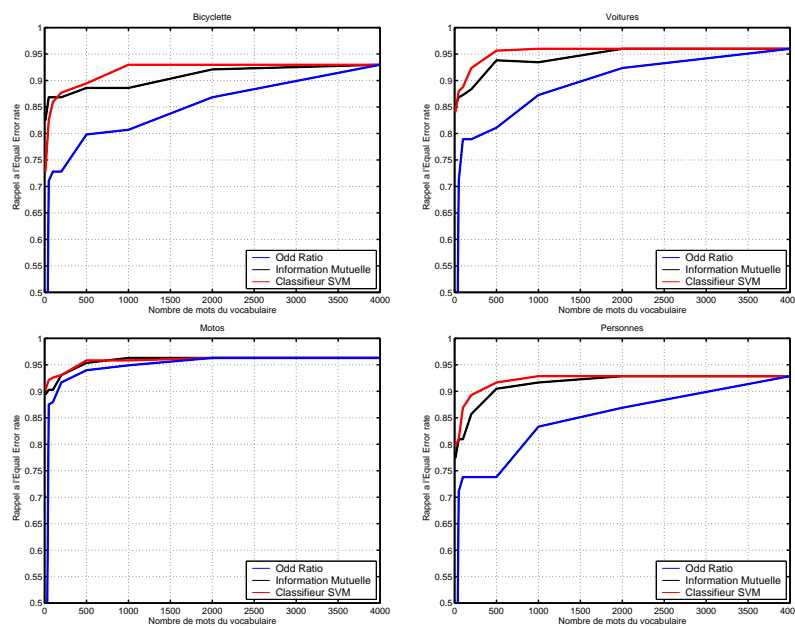 Bicyclette
1
0.95
0.9
0.85
0.8
0.75
0.7
0.65
0.6
0.55
0.5
Rappel a l'Equal Error rate
0 500 1000 1500 2000 2500 3000 3500 4000
Nombre de mots du vocabulaire
Odd Ratio
Information Mutuelle
Classifieur SVM
Voitures
1
0.95
0.9
0.85
0.8
0.75
0.7
0.65
0.6
0.55
0.5
Rappel a l'Equal Error rate
0 500 1000 1500 2000 2500 3000 3500 4000
Nombre de mots du vocabulaire
Odd Ratio
Information Mutuelle
Classifieur SVM
Motos
1
0.95
0.9
0.85
0.8
0.75
0.7
0.65
0.6
0.55
0.5
Rappel a l'Equal Error rate
0 500 1000 1500 2000 2500 3000 3500 4000
Nombre de mots du vocabulaire
Odd Ratio
Information Mutuelle
Classifieur SVM
Personnes
1
0.95
0.9
0.85
0.8
0.75
0.7
0.65
0.6
0.55
0.5
Rappel a l'Equal Error rate
0 500 1000 1500 2000 2500 3000 3500 4000
Nombre de mots du vocabulaire
Odd Ratio
Information Mutuelle
Classifieur SVM